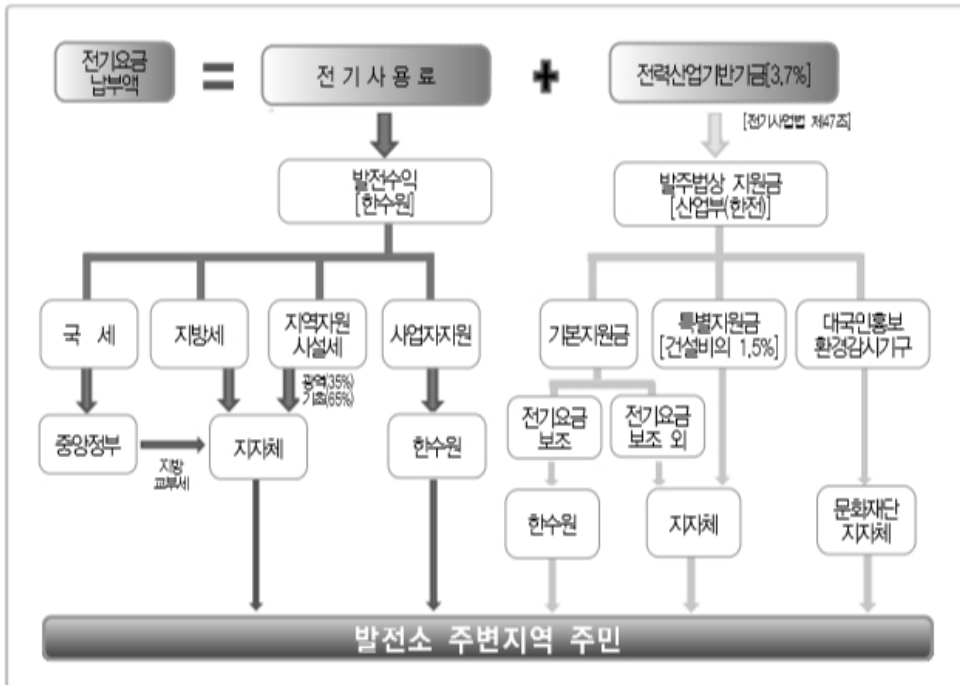 전기요금
납부액
=
전기사용료
+
전력산업기반기금[3.7%]
[전기사업법 제47조]
발전수익
[한수원]
발주법상 지원금
[산업부(한전)]
국 세
지방세
지역자원
시설세
사업자지원
기본지원금
특별지원금
[건설비의 1.5%]
대국민홍보
환경감시기구
광역(35%)
기초(65%)
중앙정부
지방
교부세
지자체
한수원
전기요금
보조
전기요금
보조 외
한수원
지자체
문화재단
지자체
발전소 주변지역 주민